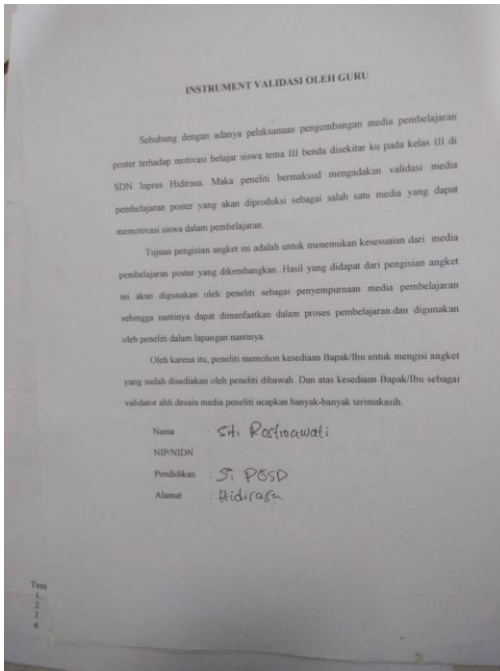 INSTRUMENT VALIDASI OLEH GURU
Sehubung dengan adanya pelaksanaan pengembangan media pembelajaran
poster terhadap motivasi belajar siswa tema III benda disekitar ku pada kelas III di
SDN Inpres Hidirasa. Maka peneliti bermaksud mengadakan validasi media
pembelajaran poster yang akan diproduksi sebagai salah satu media yang dapat
memotivasi siswa dalam pembelajaran.
Tujuan pengisian angket ini adalah untuk menemukan kesesuaian dari media
pembelajaran poster yang dikembangkan. Hasil yang didapat dari pengisian angket
ini akan digunakan oleh peneliti sebagai penyempurnaan media pembelajaran
sehingga nantinya dapat dimanfaatkan dalam proses pembelajaran.dan digunakan
oleh peneliti dalam lapangan nantinya.
Oleh karena itu, peneliti memohon kesediaan Bapak/Ibu untuk mengisi angket
yang sudah disediakan oleh peneliti dibawah. Dan atas kesediaan Bapak/Ibu sebagai
validator ahli desain media peneliti ucapkan banyak-banyak terimakasih.
Nama : Siti Rostinawati
NIP/NIDN :
Pendidikan : S1 PGSD
Alamat : Hidirasa
1.
2.
3.
4.